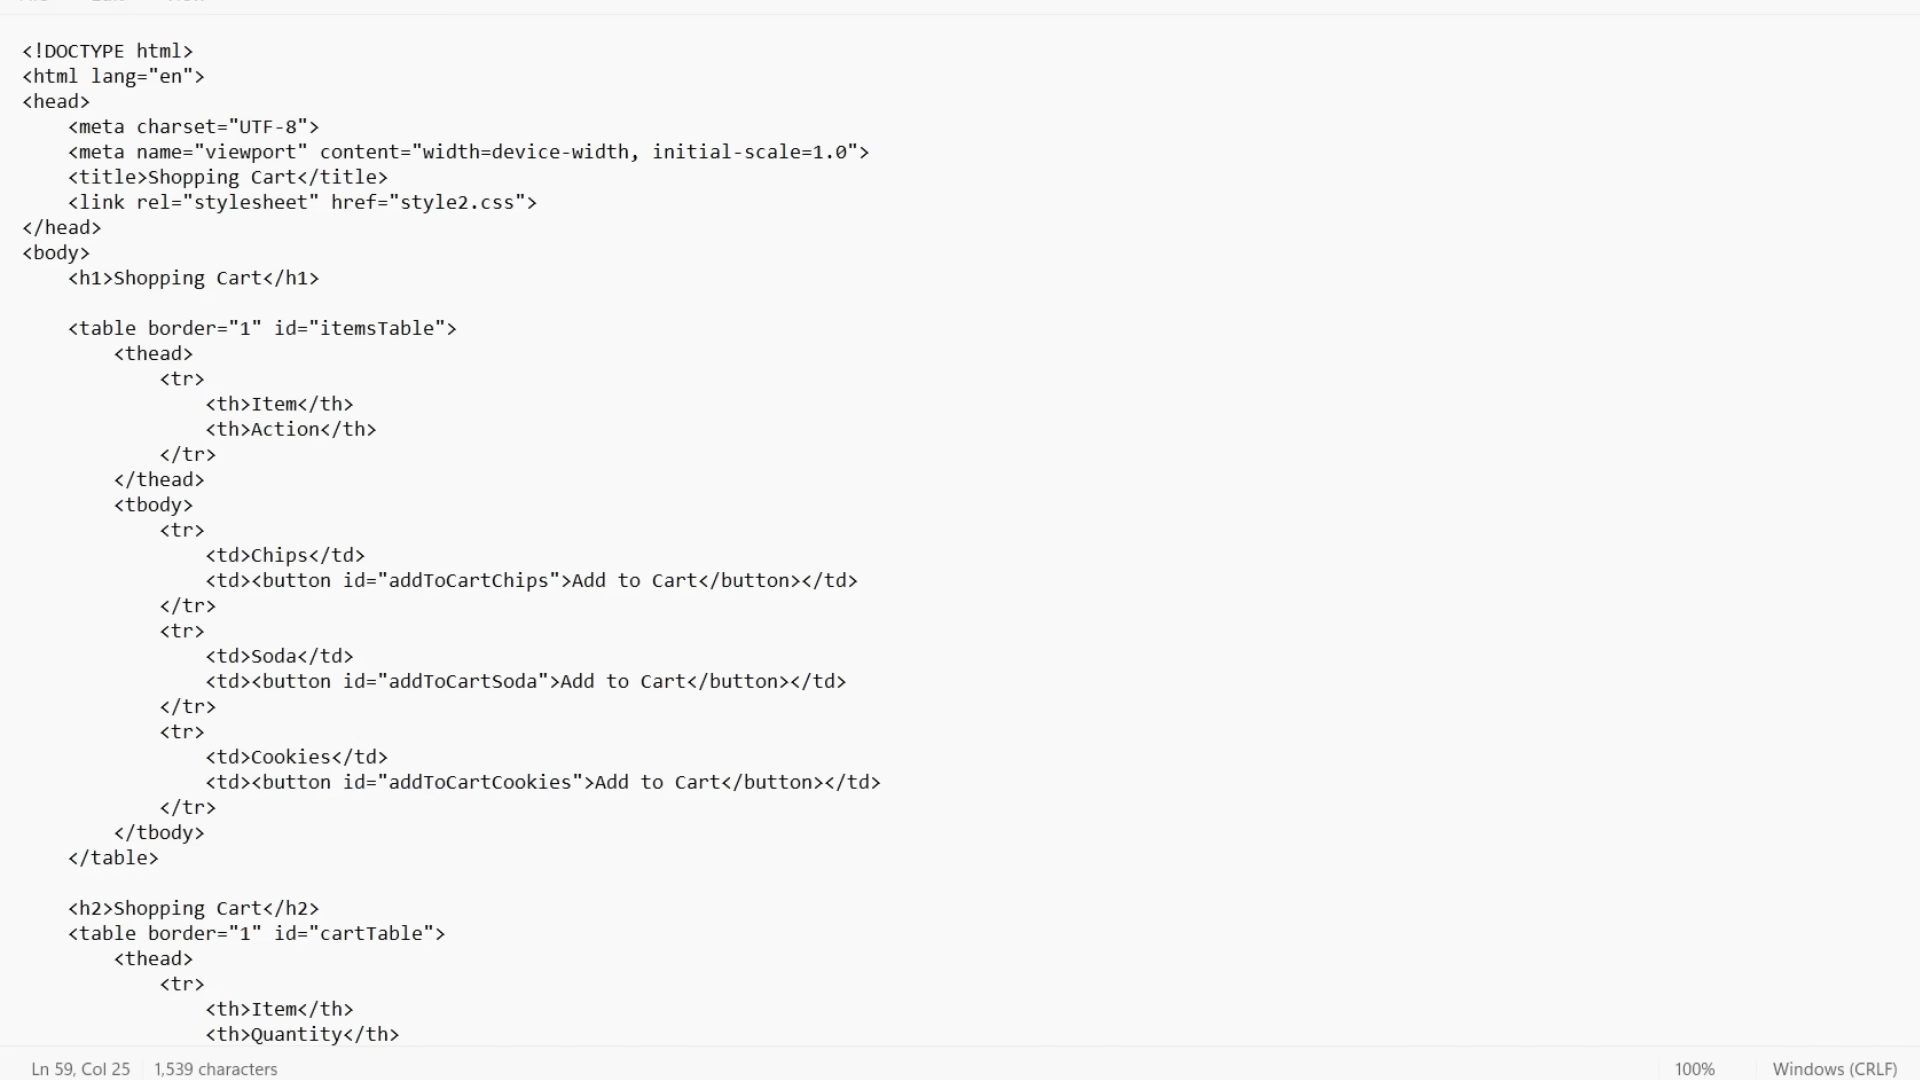 <!DOCTYPE html>
<html lang="en">
<head>
    <meta charset="UTF-8">
    <meta name="viewport" content="width=device-width, initial-scale=1.0">
    <title>Shopping Cart</title>
    <link rel="stylesheet" href="style2.css">
</head>
<body>
    <h1>Shopping Cart</h1>

    <table border="1" id="itemsTable">
        <thead>
            <tr>
                <th>Item</th>
                <th>Action</th>
            </tr>
        </thead>
        <tbody>
            <tr>
                <td>Chips</td>
                <td><button id="addToCartChips">Add to Cart</button></td>
            </tr>
            <tr>
                <td>Soda</td>
                <td><button id="addToCartSoda">Add to Cart</button></td>
            </tr>
            <tr>
                <td>Cookies</td>
                <td><button id="addToCartCookies">Add to Cart</button></td>
            </tr>
        </tbody>
    </table>

    <h2>Shopping Cart</h2>
    <table border="1" id="cartTable">
        <thead>
            <tr>
                <th>Item</th>
                <th>Quantity</th>
Ln 59, Col 25 1,539 characters 100% Windows (CRLF)